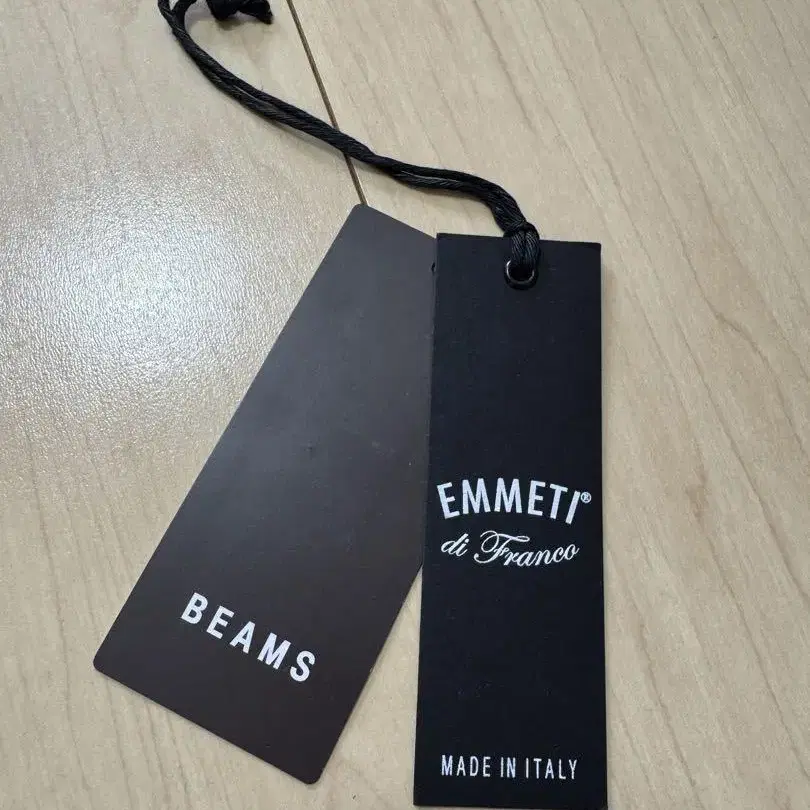 BEAMS
EMMETI®
di Franco
MADE IN ITALY